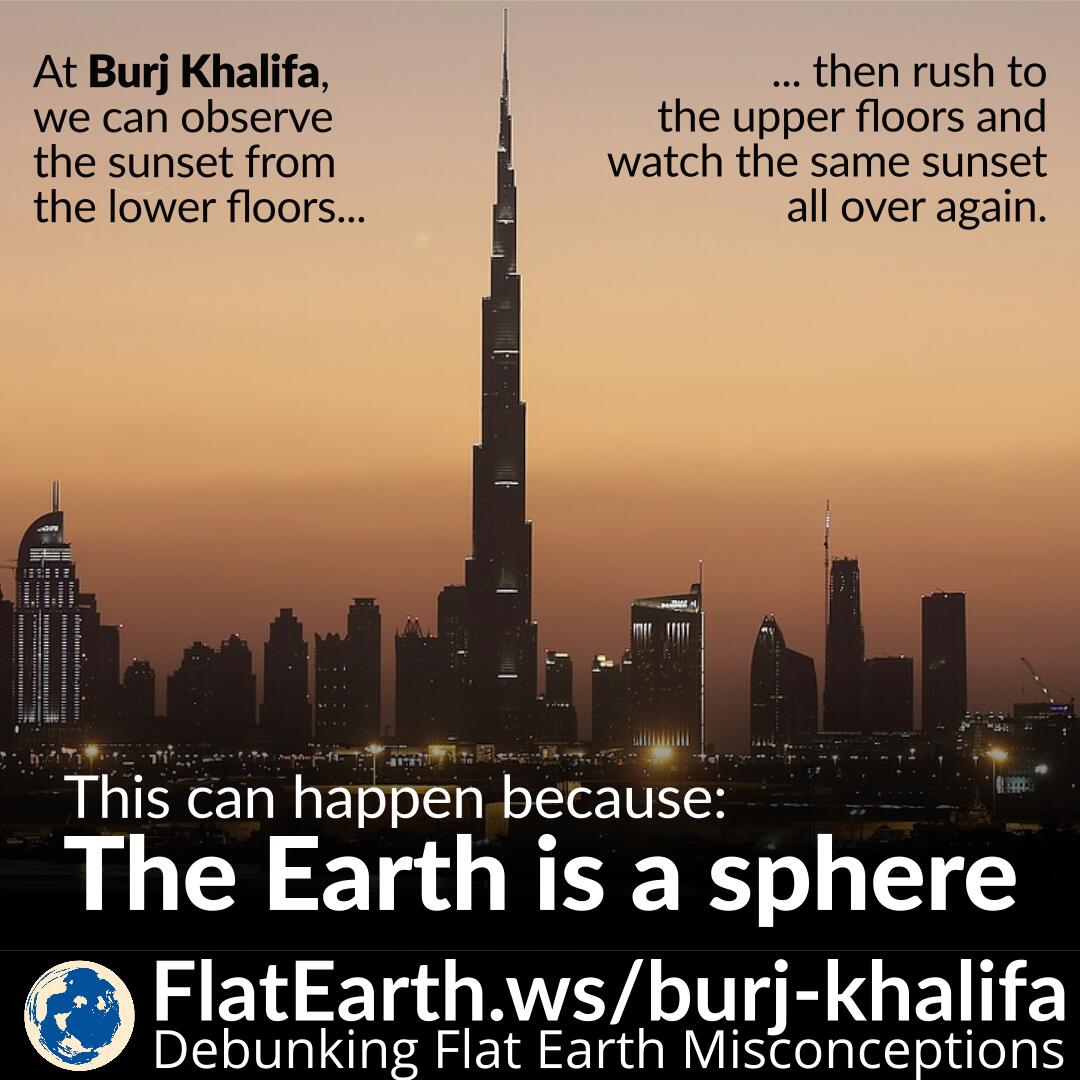 At Burj Khalifa,
we can observe
the sunset from
the lower floors...
... then rush to
the upper floors and
watch the same sunset
all over again.
This can happen because:
The Earth is a sphere
FlatEarth.ws/burj-khalifa
Debunking Flat Earth Misconceptions